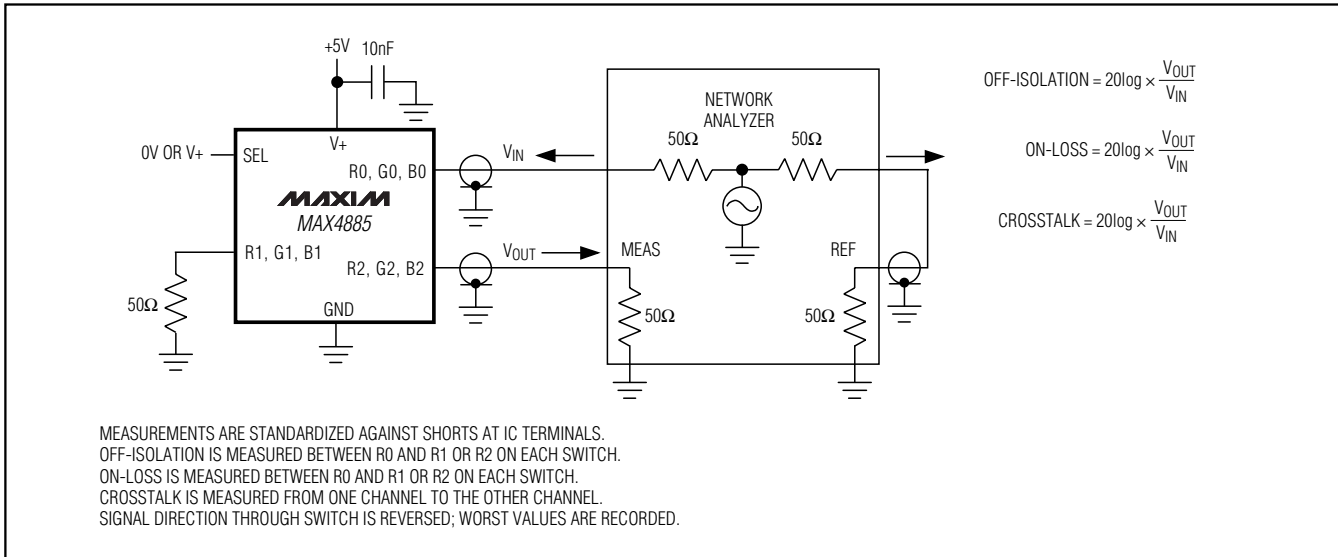 +5V 10nF
V+
0V OR V+ SEL
R0, G0, B0
MAXIM
MAX4885
R1, G1, B1
R2, G2, B2
50Ω
GND
VIN
VOUT
NETWORK
ANALYZER
50Ω 50Ω
MEAS REF
50Ω 50Ω
OFF-ISOLATION = 20log × VOUT
VIN
ON-LOSS = 20log × VOUT
VIN
CROSSTALK = 20log × VOUT
VIN
MEASUREMENTS ARE STANDARDIZED AGAINST SHORTS AT IC TERMINALS.
OFF-ISOLATION IS MEASURED BETWEEN R0 AND R1 OR R2 ON EACH SWITCH.
ON-LOSS IS MEASURED BETWEEN R0 AND R1 OR R2 ON EACH SWITCH.
CROSSTALK IS MEASURED FROM ONE CHANNEL TO THE OTHER CHANNEL.
SIGNAL DIRECTION THROUGH SWITCH IS REVERSED; WORST VALUES ARE RECORDED.